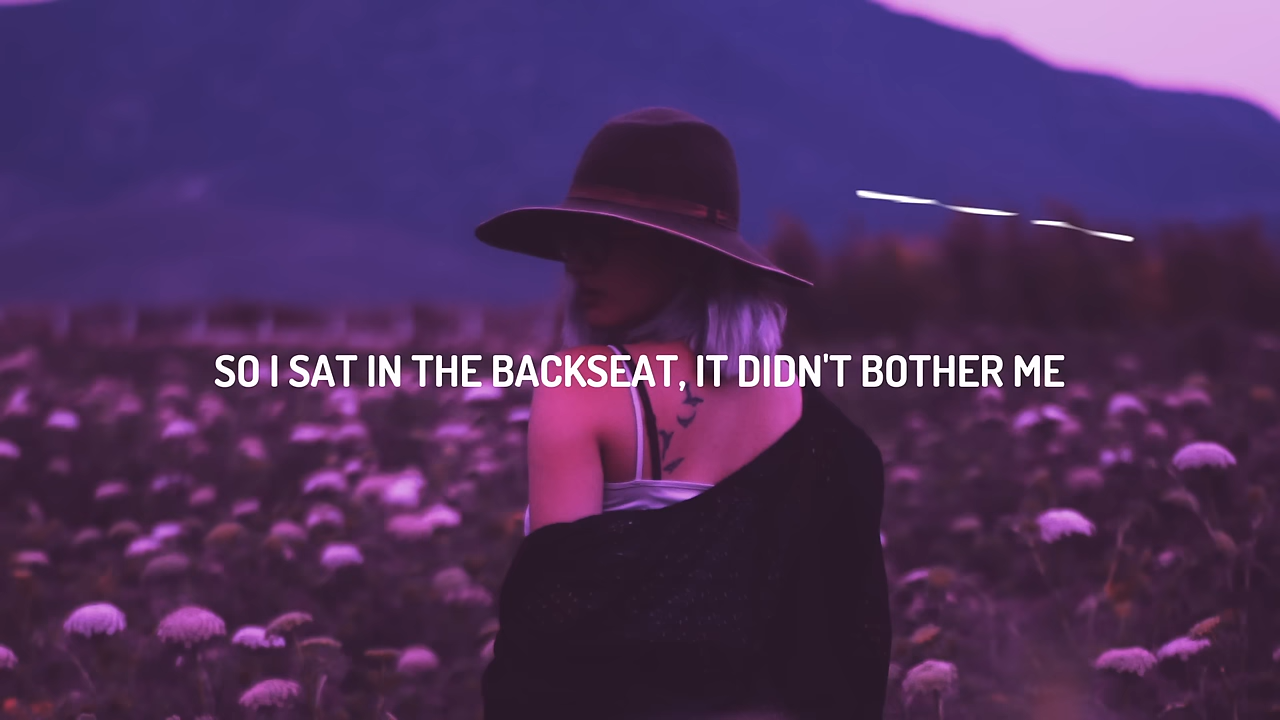 SO I SAT IN THE BACKSEAT, IT DIDN'T BOTHER ME